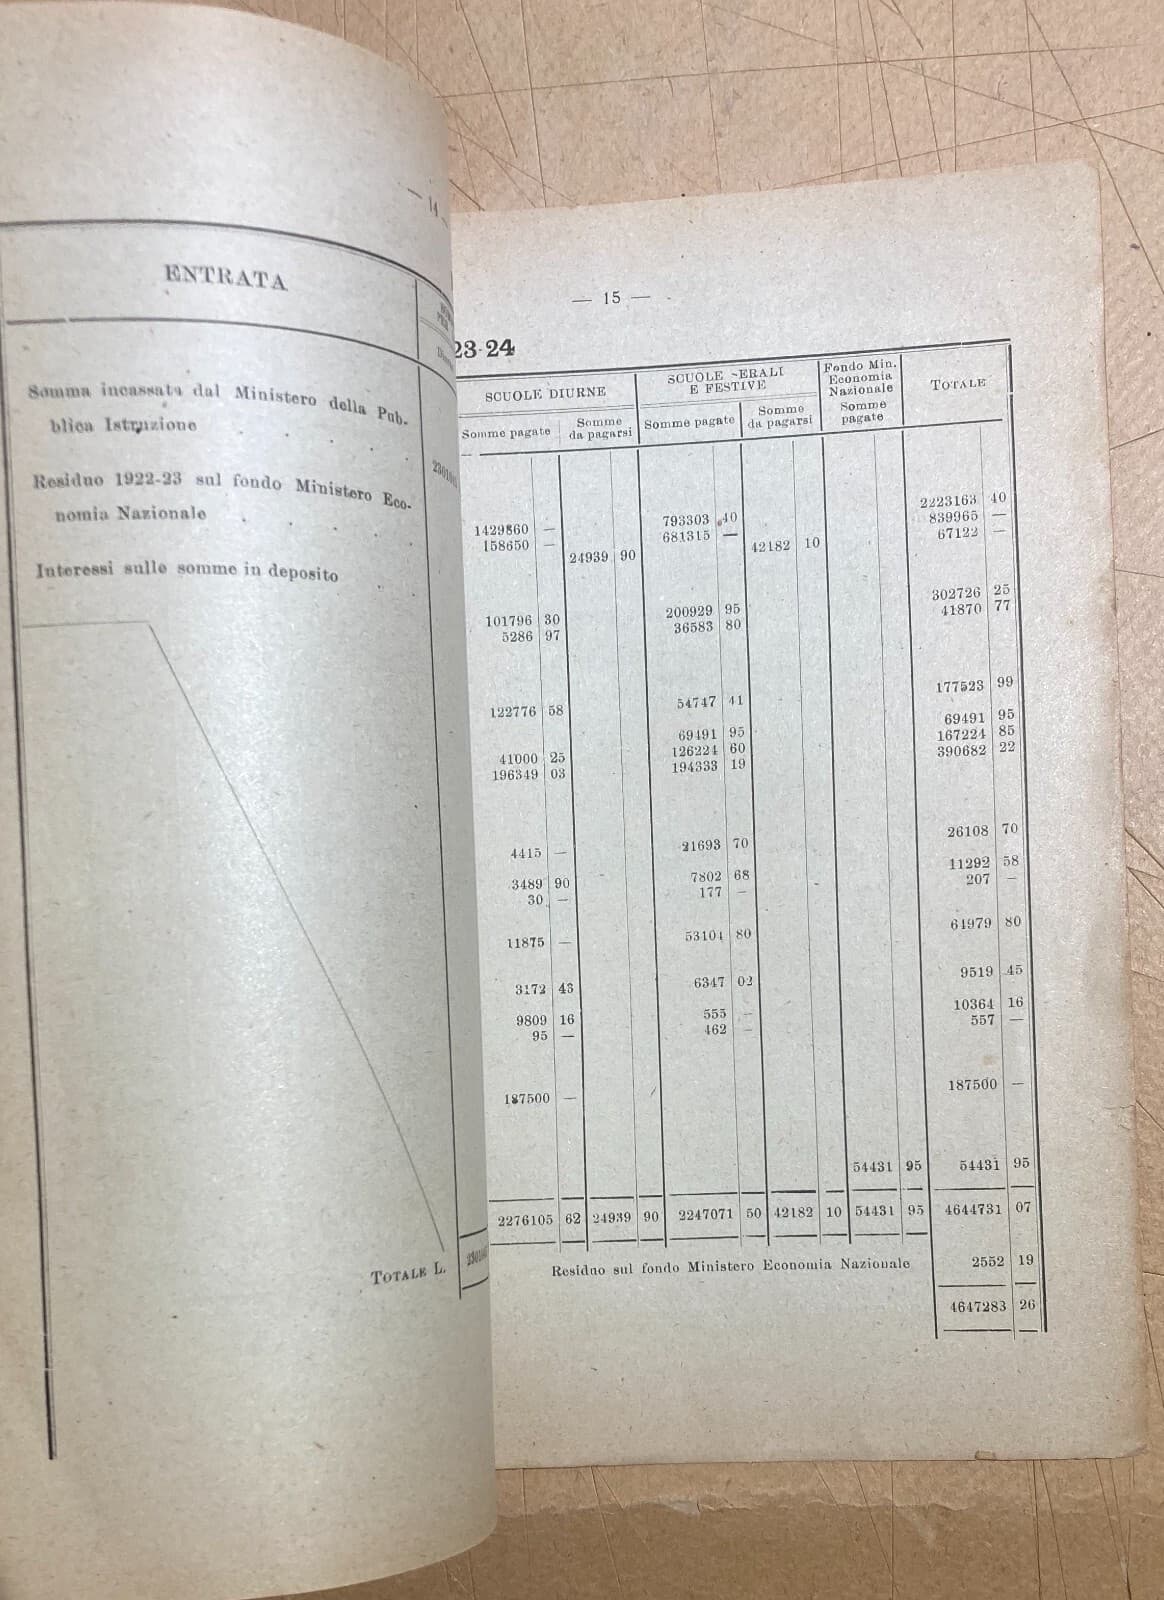 — 14
ENTRATA
Somma incassata dal Ministero della Pub-
blica Istruzione . . . .
Residuo 1922-23 sul fondo Ministero Eco-
nomia Nazionale . . . .
Interessi sulle somme in deposito . .
TOTALE L.
— 15 —
23-24
SCUOLE DIURNE
SCUOLE SERALI
E FESTIVE
Fondo Min.
Economia
Nazionale
TOTALE
Somme pagate
Somme
da pagarsi
Somme pagate
Somme
da pagarsi
Somme
pagate
2223163 40
1429860 — 793303 40 839965 —
158650 — 681315 — 67122 —
24939 90 42182 10
302726 25
101796 30 200929 95 41870 77
5286 97 36583 80
122776 58 54747 41 177523 99
69491 95 69491 95
41000 25 126224 60 167224 85
196349 03 194333 19 390682 22
4415 — 21693 70 26108 70
3489 90 7802 68 11292 58
30 — 177 — 207 —
11875 — 53104 80 64979 80
3172 43 6347 02 9519 45
9809 16 555 — 10364 16
95 — 462 — 557 —
187500 — 187500 —
54431 95 54431 95
2276105 62 24939 90 2247071 50 42182 10 54431 95 4644731 07
Residuo sul fondo Ministero Economia Nazionale 2552 19
4647283 26